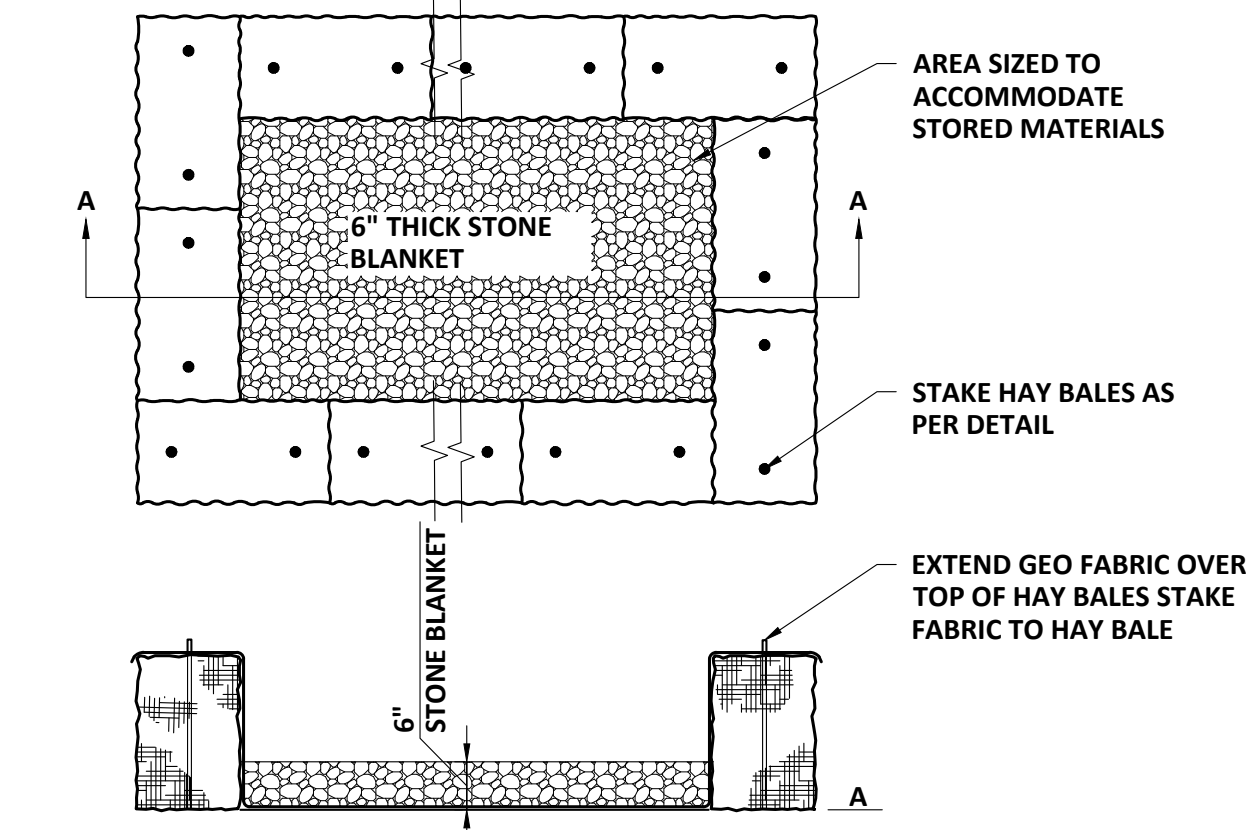 AREA SIZED TO
ACCOMMODATE
STORED MATERIALS
A
A
6" THICK STONE
BLANKET
STAKE HAY BALES AS
PER DETAIL
EXTEND GEO FABRIC OVER
TOP OF HAY BALES STAKE
FABRIC TO HAY BALE
6"
STONE BLANKET
A